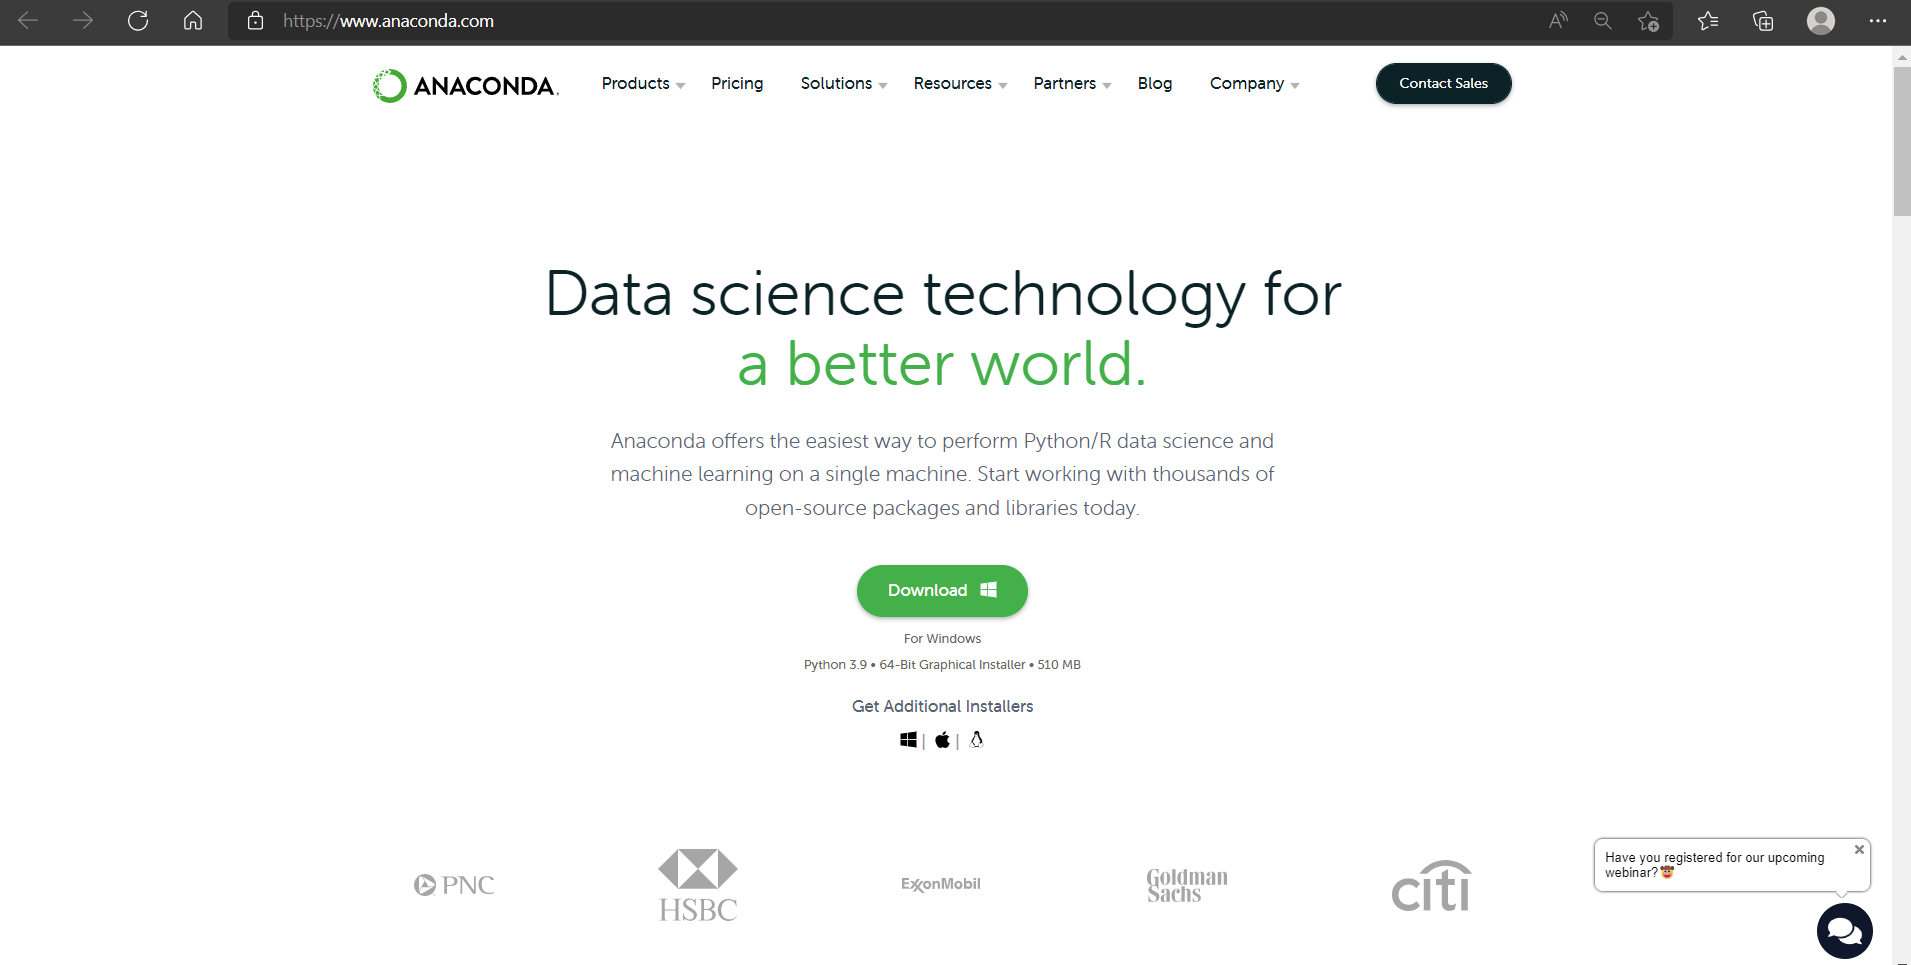 https://www.anaconda.com
ANACONDA.
Products
Pricing
Solutions
Resources
Partners
Blog
Company
Contact Sales
Data science technology for
a better world.
Anaconda offers the easiest way to perform Python/R data science and
machine learning on a single machine. Start working with thousands of
open-source packages and libraries today.
Download
For Windows
Python 3.9 • 64-Bit Graphical Installer • 510 MB
Get Additional Installers
| |
PNC
HSBC
ExxonMobil
Goldman
Sachs
citi
Have you registered for our upcoming
webinar?🤠